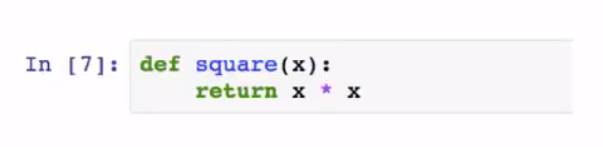 In [7]: def square(x):
return x * x